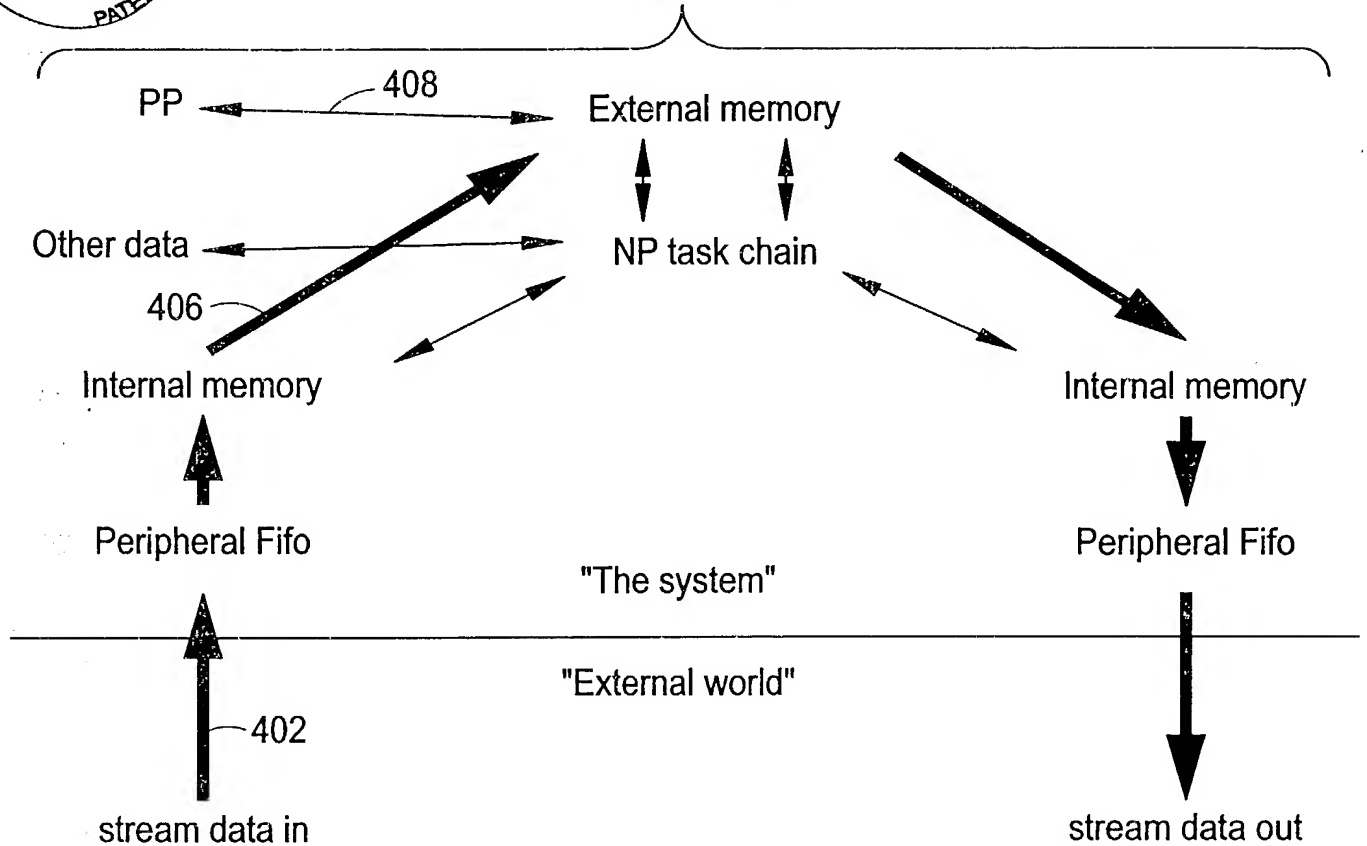 PATE
PP
408
External memory
Other data
NP task chain
406
Internal memory
Internal memory
Peripheral Fifo
Peripheral Fifo
"The system"
"External world"
402
stream data in
stream data out